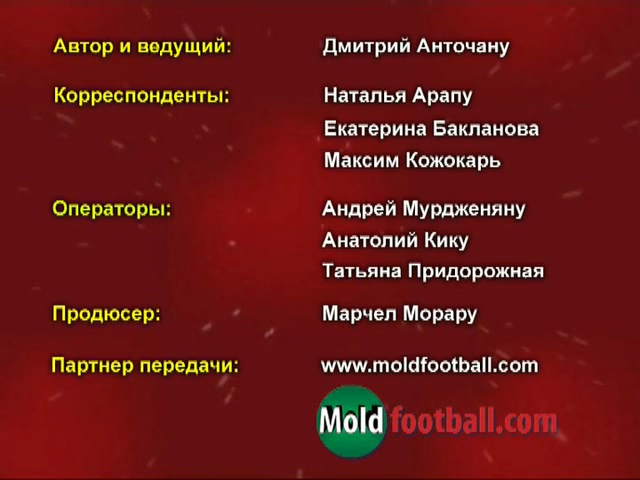 Автор и ведущий: Дмитрий Анточану
Корреспонденты: Наталья Арапу
Екатерина Бакланова
Максим Кожокарь
Операторы: Андрей Мурдженяну
Анатолий Кику
Татьяна Придорожная
Продюсер: Марчел Морару
Партнер передачи: www.moldfootball.com
Moldfootball.com